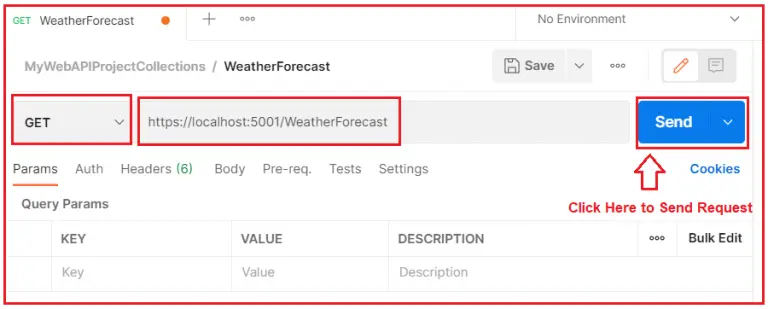 GET WeatherForecast No Environment
MyWebAPIProjectCollections / WeatherForecast Save
GET https://localhost:5001/WeatherForecast Send
Params Auth Headers (6) Body Pre-req. Tests Settings Cookies
Query Params
Click Here to Send Request
KEY VALUE DESCRIPTION Bulk Edit
Key Value Description